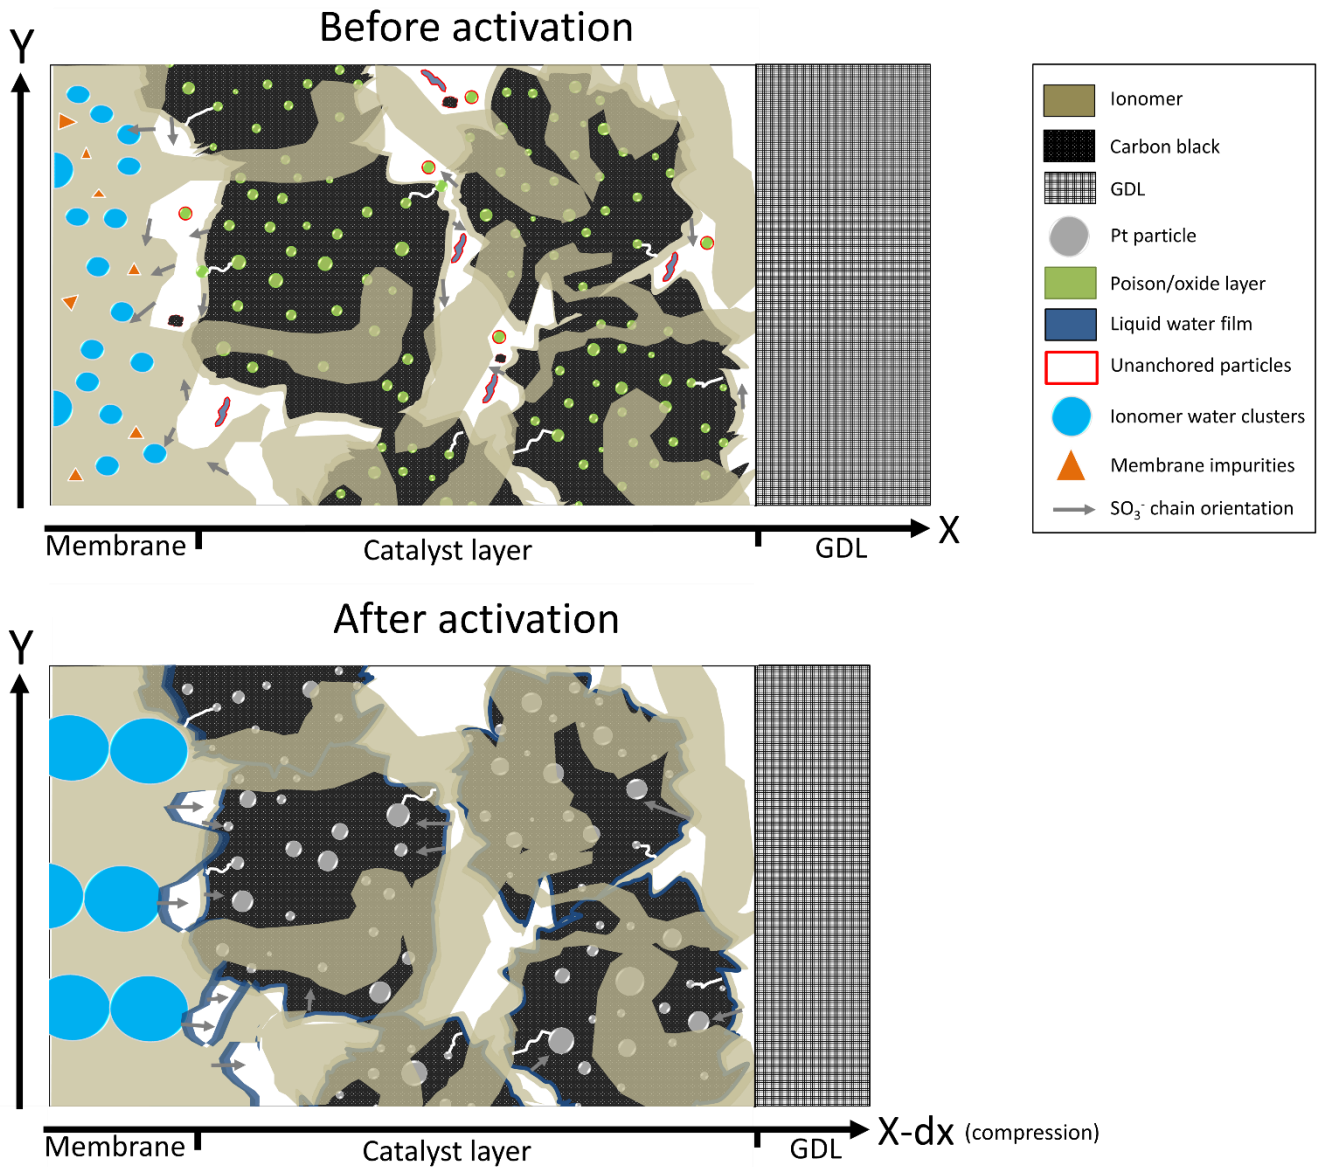 Before activation
Y
Ionomer
Carbon black
GDL
Pt particle
Poison/oxide layer
Liquid water film
Unanchored particles
Ionomer water clusters
Membrane impurities
SO₃⁻ chain orientation
X
Membrane
Catalyst layer
GDL
After activation
Y
X-dx (compression)
Membrane
Catalyst layer
GDL